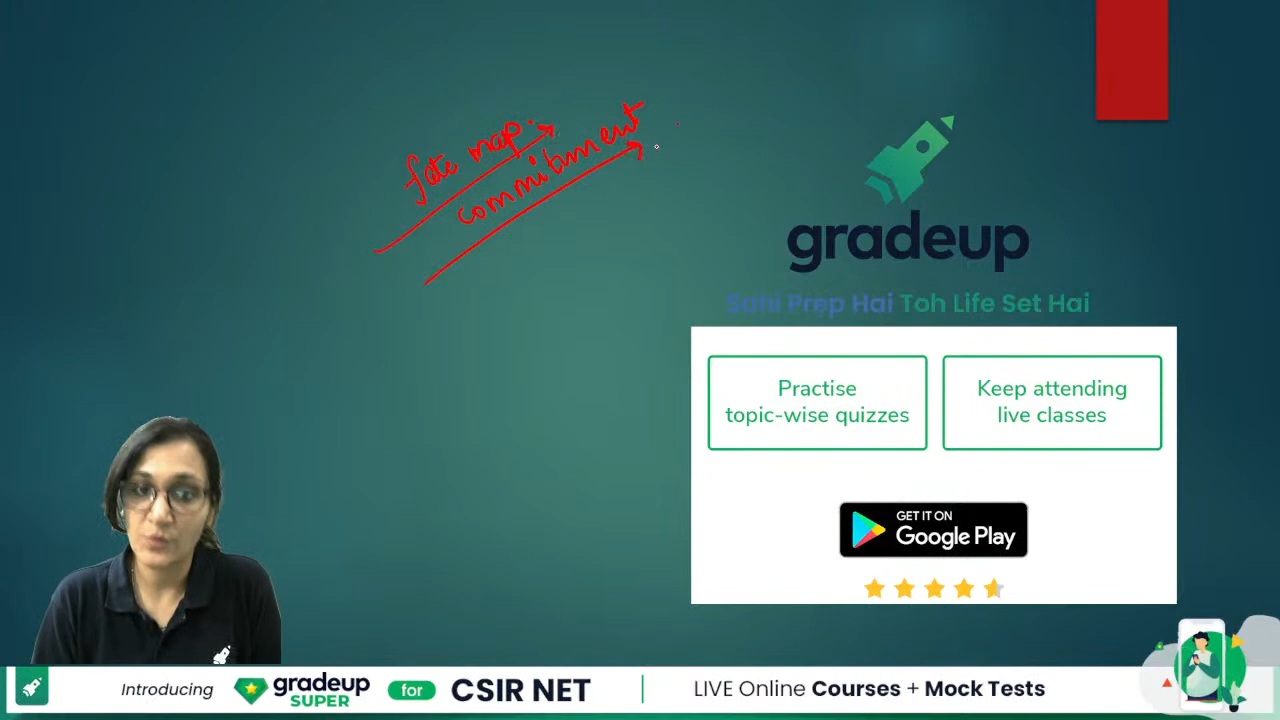 fate map
commitment
gradeup
Sahi Prep Hai Toh Life Set Hai
Practise
topic-wise quizzes
Keep attending
live classes
GET IT ON
Google Play
Introducing gradeup SUPER for CSIR NET LIVE Online Courses + Mock Tests